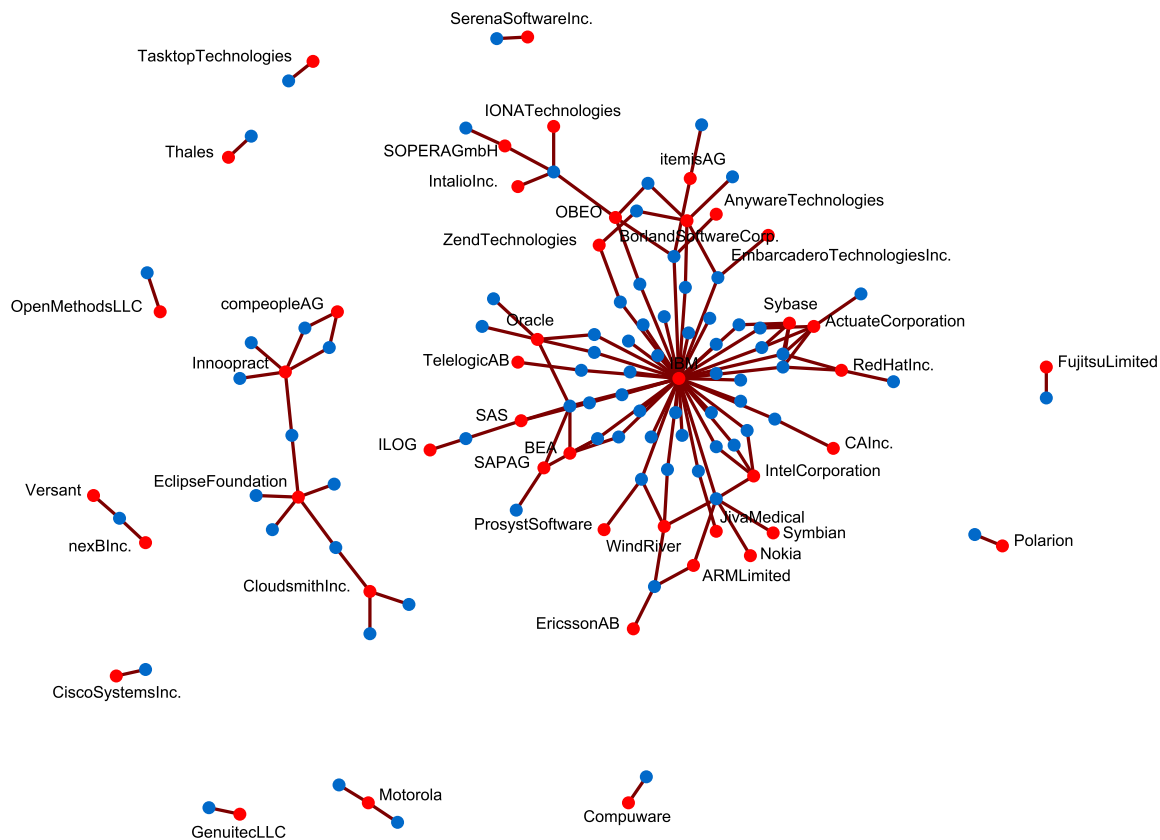 SerenaSoftwareInc.
TasktopTechnologies
IONATechnologies
Thales
SOPERAGmbH
itemisAG
IntalioInc.
AnywareTechnologies
OBEO
ZendTechnologies
BorlandSoftwareCorp.
EmbarcaderoTechnologiesInc.
OpenMethodsLLC
compeopleAG
Sybase
Oracle
ActuateCorporation
Innoopract
TelelogicAB
IBM
RedHatInc.
FujitsuLimited
SAS
ILOG
BEA
CAInc.
SAPAG
IntelCorporation
EclipseFoundation
Versant
ProsystSoftware
JivaMedical
Symbian
nexBInc.
WindRiver
Nokia
Polarion
ARMLimited
CloudsmithInc.
EricssonAB
CiscoSystemsInc.
Motorola
Compuware
GenuitecLLC